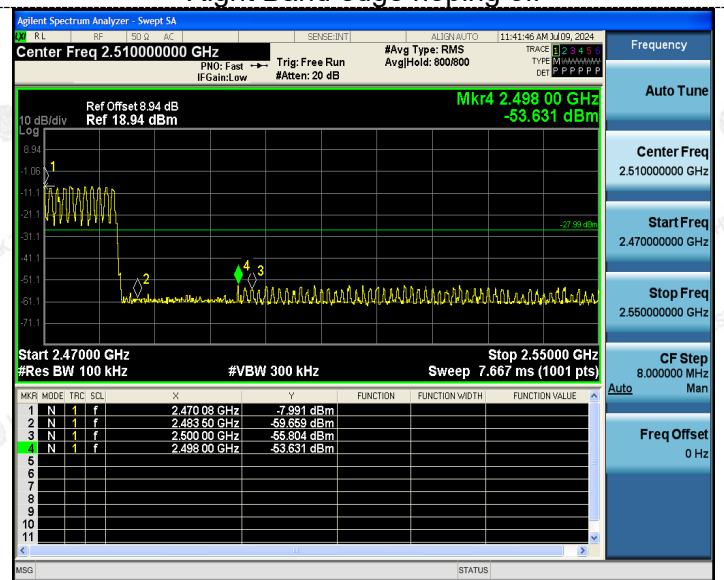 Right Band edge hoping off
Agilent Spectrum Analyzer - Swept SA
LXI RL RF 50 Ω AC SENSE:INT ALIGN AUTO 11:41:46 AM Jul 09, 2024
Center Freq 2.510000000 GHz #Avg Type: RMS TRACE 1 2 3 4 5 6
PNO: Fast Trig: Free Run Avg|Hold: 800/800 TYPE M WWWWW
IFGain:Low #Atten: 20 dB DET P P P P P P
Mkr4 2.498 00 GHz
Ref Offset 8.94 dB
10 dB/div Ref 18.94 dBm -53.631 dBm
Log
8.94
-1.06
1
-11.1
-21.1
-27.99 dBm
-31.1
-41.1
4 3
-51.1
2
-61.1
-71.1
Start 2.47000 GHz Stop 2.55000 GHz
#Res BW 100 kHz #VBW 300 kHz Sweep 7.667 ms (1001 pts)
MKR MODE TRC SCL X Y FUNCTION FUNCTION WIDTH FUNCTION VALUE
1 N 1 f 2.470 08 GHz -7.991 dBm
2 N 1 f 2.483 50 GHz -59.659 dBm
3 N 1 f 2.500 00 GHz -55.804 dBm
4 N 1 f 2.498 00 GHz -53.631 dBm
5
6
7
8
9
10
11
MSG STATUS
Frequency
Auto Tune
Center Freq
2.510000000 GHz
Start Freq
2.470000000 GHz
Stop Freq
2.550000000 GHz
CF Step
8.000000 MHz
Auto Man
Freq Offset
0 Hz